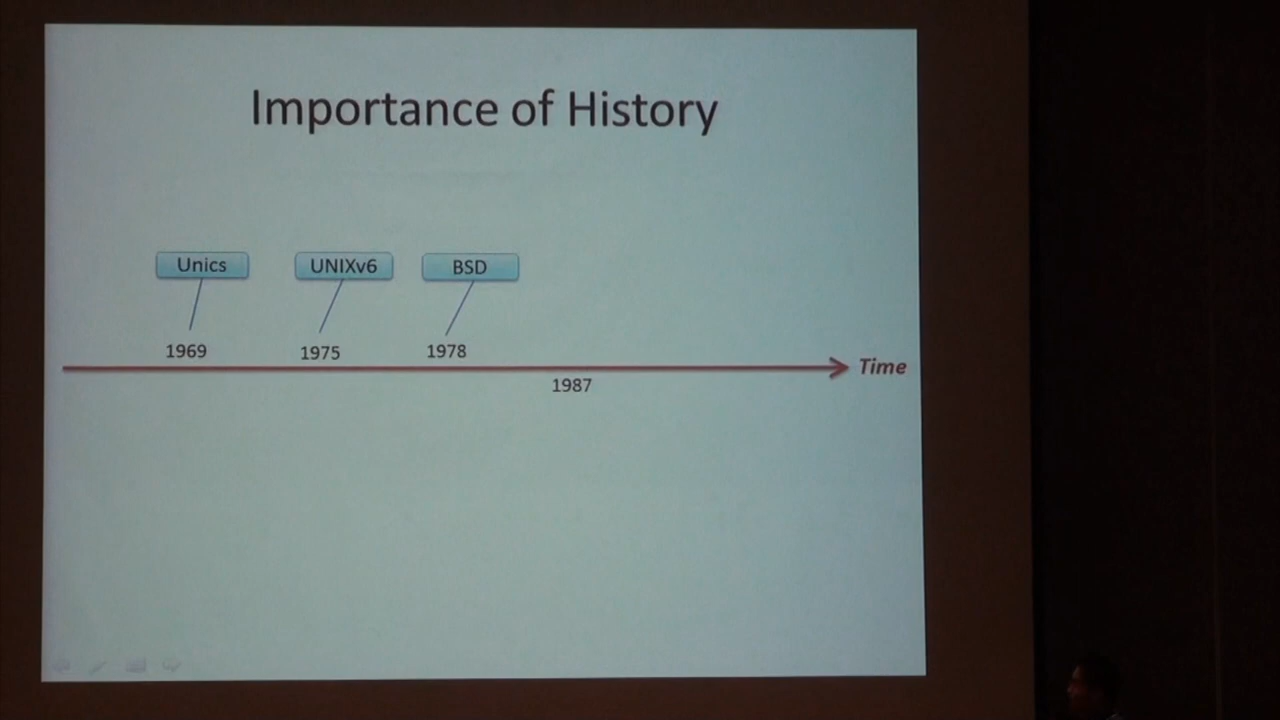 Importance of History
Unics
UNIXv6
BSD
1969
1975
1978
Time
1987